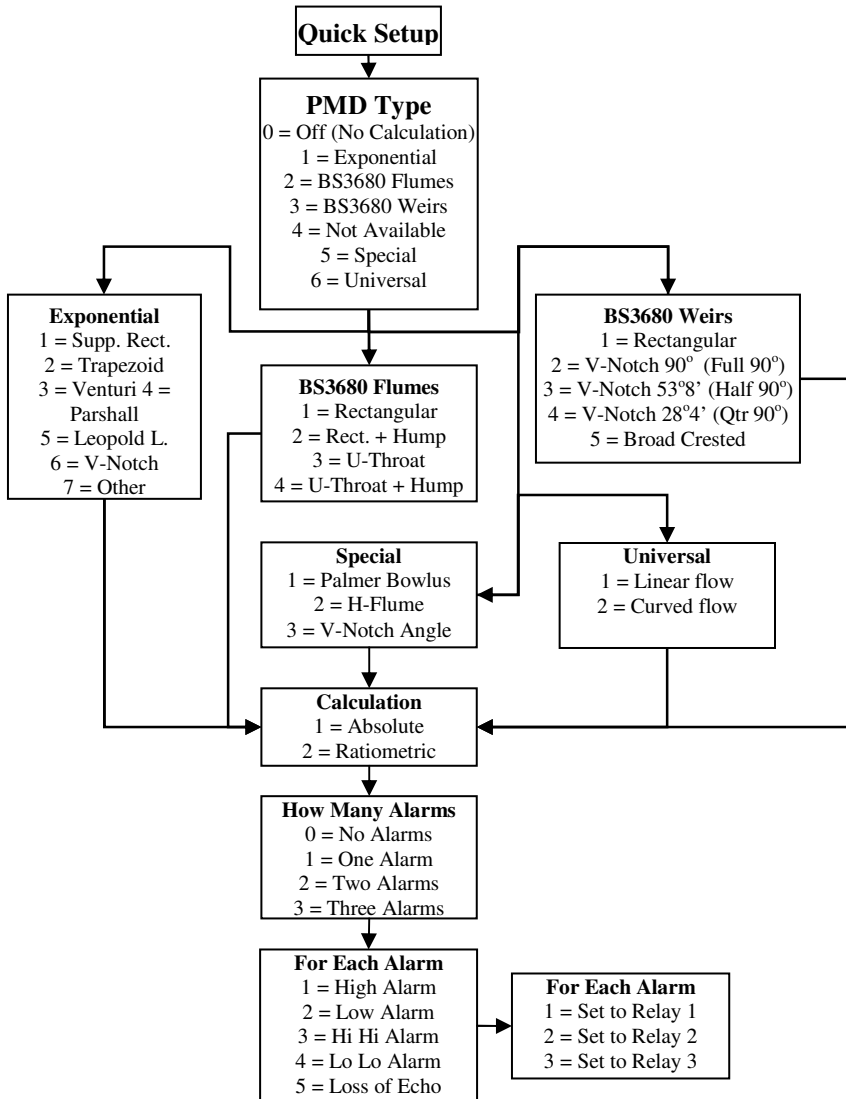 Quick Setup
PMD Type
0 = Off (No Calculation)
1 = Exponential
2 = BS3680 Flumes
3 = BS3680 Weirs
4 = Not Available
5 = Special
6 = Universal
Exponential
1 = Supp. Rect.
2 = Trapezoid
3 = Venturi 4 =
Parshall
5 = Leopold L.
6 = V-Notch
7 = Other
BS3680 Flumes
1 = Rectangular
2 = Rect. + Hump
3 = U-Throat
4 = U-Throat + Hump
BS3680 Weirs
1 = Rectangular
2 = V-Notch 90° (Full 90°)
3 = V-Notch 53°8’ (Half 90°)
4 = V-Notch 28°4’ (Qtr 90°)
5 = Broad Crested
Special
1 = Palmer Bowlus
2 = H-Flume
3 = V-Notch Angle
Universal
1 = Linear flow
2 = Curved flow
Calculation
1 = Absolute
2 = Ratiometric
How Many Alarms
0 = No Alarms
1 = One Alarm
2 = Two Alarms
3 = Three Alarms
For Each Alarm
1 = High Alarm
2 = Low Alarm
3 = Hi Hi Alarm
4 = Lo Lo Alarm
5 = Loss of Echo
For Each Alarm
1 = Set to Relay 1
2 = Set to Relay 2
3 = Set to Relay 3